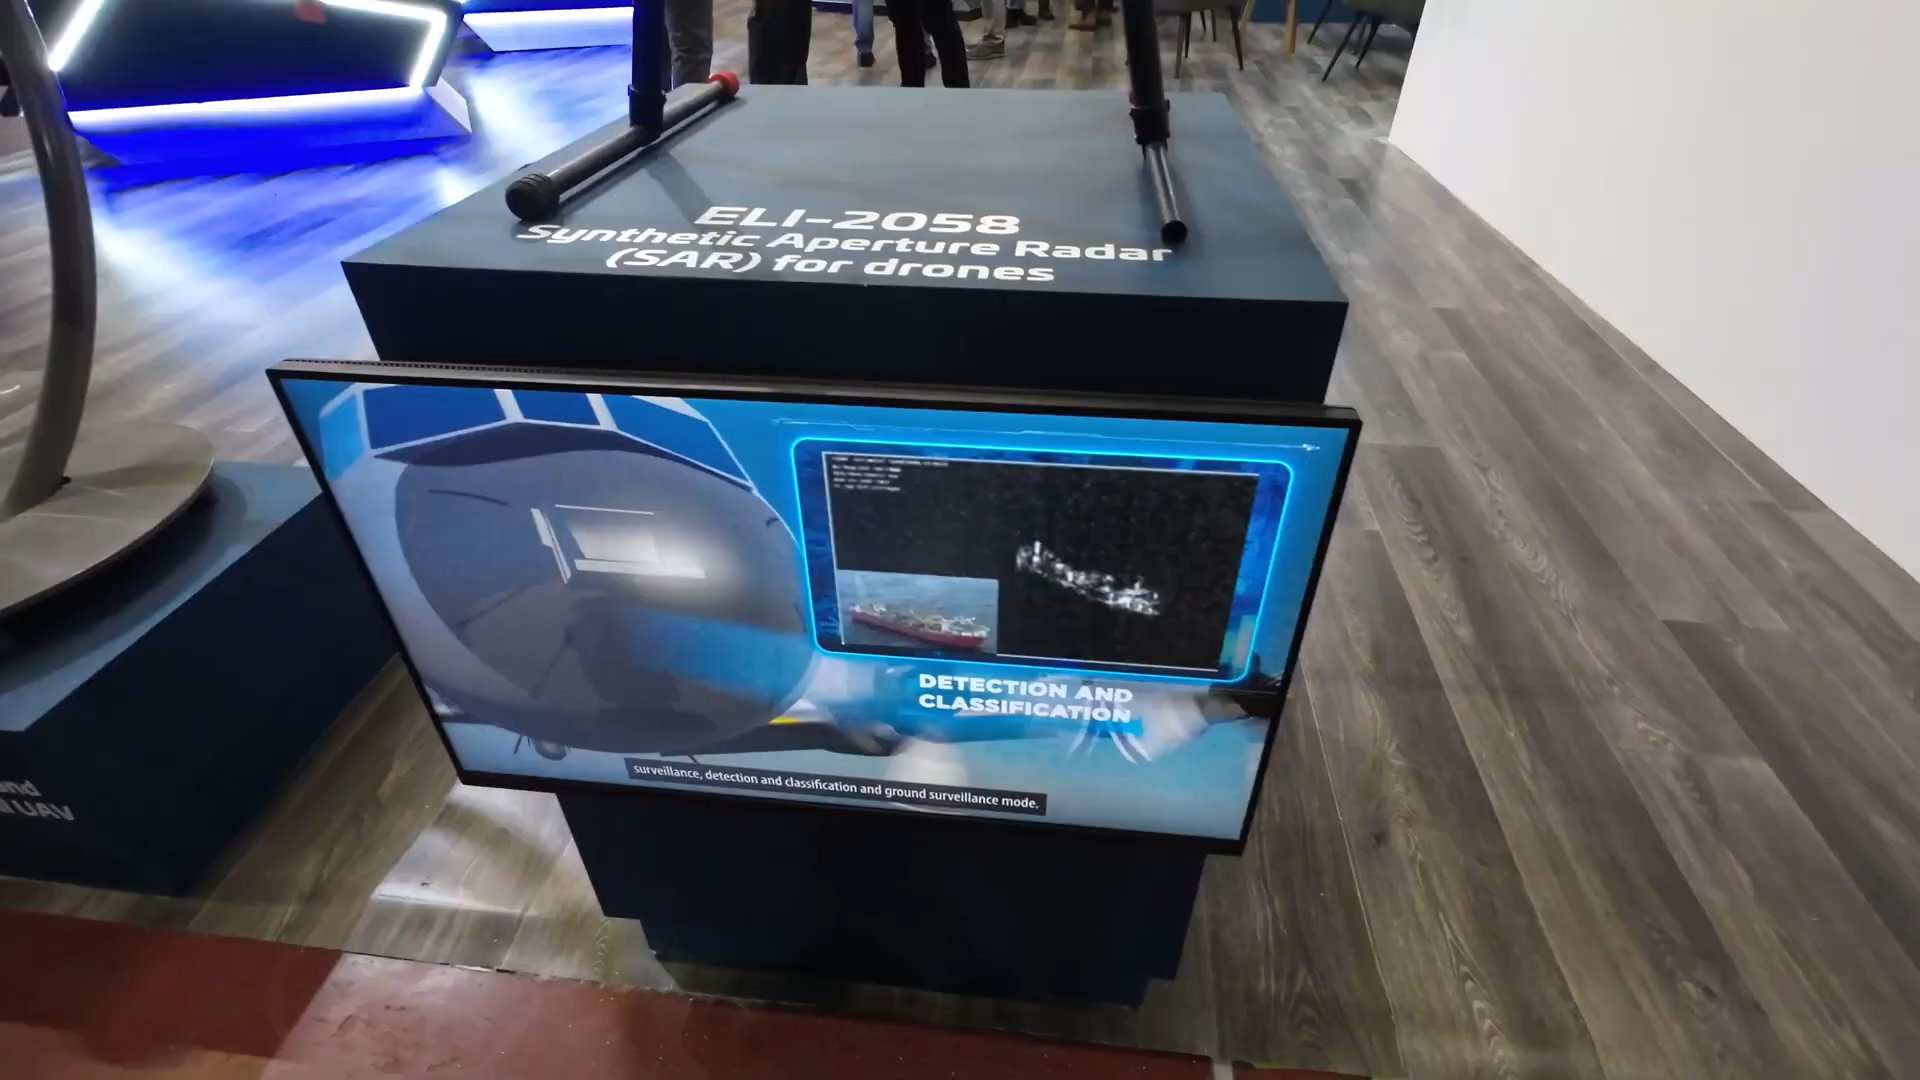 ELI-2058
Synthetic Aperture Radar
(SAR) for drones
DETECTION AND
CLASSIFICATION
surveillance, detection and classification and ground surveillance mode.
UAV